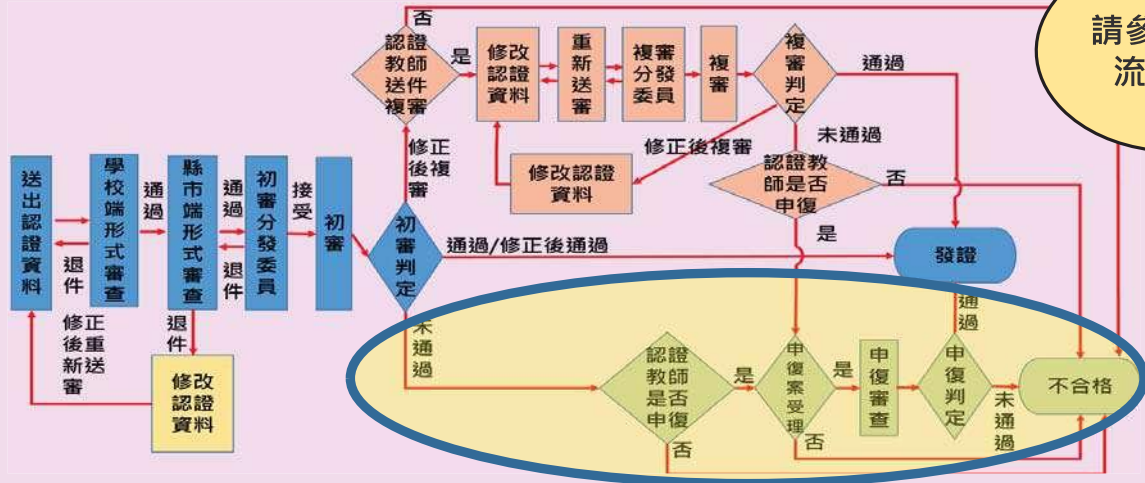 否
請參
流
認證
教師
送件
複審
是
修改
認證
資料
重新送審
複審
分發
委員
複審
複審判定
通過
未通過
修正後複審
修改認證
資料
認證教
師是否
申復
否
是
修正
後複
審
送出認證資料
退件
學校端形式審查
通過
縣市端形式審查
通過
退件
初審分發委員
接受
初審
初審判定
通過/修正後通過
發證
修正
後重
新送
審
退件
修改
認證
資料
未通過
認證
教師
是否
申復
是
否
申復案受理
是
否
申復審查
申復判定
通過
未通過
不合格